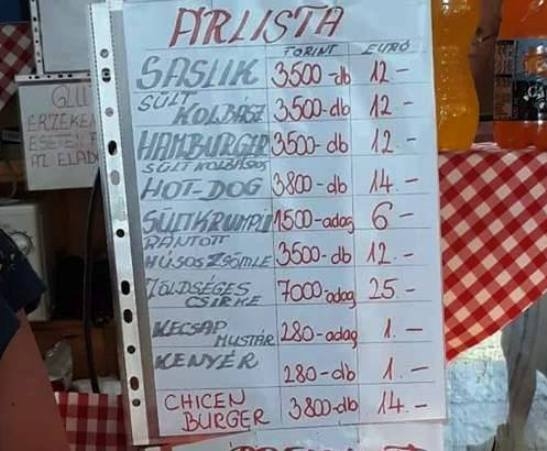 ÁRLISTA
FORINT EURÓ
SASLIK 3500-db 12.-
SÜLT KOLBÁSZ 3500-db 12.-
HAMBURGER 3500-db 12.-
SÜLT KOLBÁSOS HOT-DOG 3800-db 14.-
SÜLTKRUMPLI 1500-adag 6-
RÁNTOTT HÚSOS ZSÖMLE 3500-db 12.-
ZÖLDSÉGES CSIRKE 7000-adag 25.-
KECSAP MUSTÁR 280-adag 1.-
KENYÉR 280-db 1.-
CHICEN BURGER 3800-db 14.-
GLU
ÉRZÉKEN
ESETÉN
AZ ELADÓ